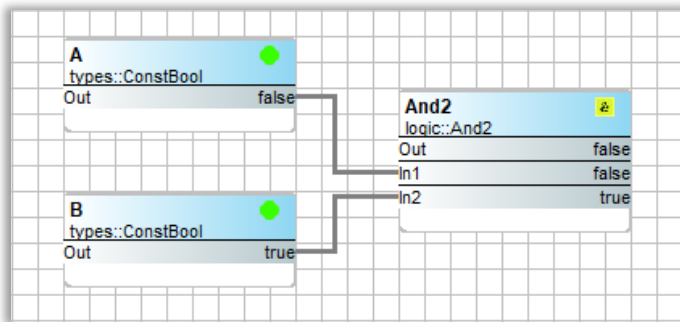 A
types::ConstBool
Out false
And2
logic::And2
Out false
In1 false
In2 true
B
types::ConstBool
Out true